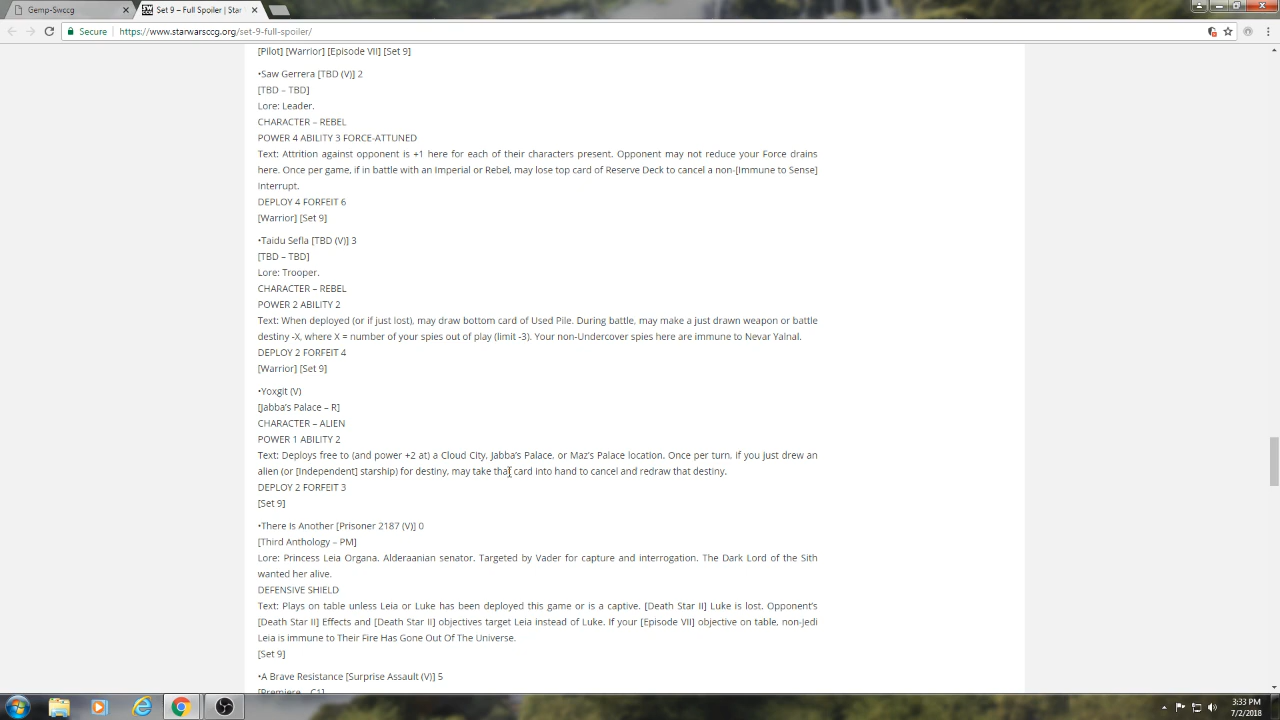 Gemp-Swccg
Set 9 – Full Spoiler | Star
Secure
https://www.starwarsccg.org/set-9-full-spoiler/
[Pilot] [Warrior] [Episode VII] [Set 9]
•Saw Gerrera [TBD (V)] 2
[TBD – TBD]
Lore: Leader.
CHARACTER – REBEL
POWER 4 ABILITY 3 FORCE-ATTUNED
Text: Attrition against opponent is +1 here for each of their characters present. Opponent may not reduce your Force drains
here. Once per game, if in battle with an Imperial or Rebel, may lose top card of Reserve Deck to cancel a non-[Immune to Sense]
Interrupt.
DEPLOY 4 FORFEIT 6
[Warrior] [Set 9]
•Taidu Sefla [TBD (V)] 3
[TBD – TBD]
Lore: Trooper.
CHARACTER – REBEL
POWER 2 ABILITY 2
Text: When deployed (or if just lost), may draw bottom card of Used Pile. During battle, may make a just drawn weapon or battle
destiny -X, where X = number of your spies out of play (limit -3). Your non-Undercover spies here are immune to Nevar Yalnal.
DEPLOY 2 FORFEIT 4
[Warrior] [Set 9]
•Yoxgit (V)
[Jabba's Palace – R]
CHARACTER – ALIEN
POWER 1 ABILITY 2
Text: Deploys free to (and power +2 at) a Cloud City, Jabba's Palace, or Maz's Palace location. Once per turn, if you just drew an
alien (or [Independent] starship) for destiny, may take that card into hand to cancel and redraw that destiny.
DEPLOY 2 FORFEIT 3
[Set 9]
•There Is Another [Prisoner 2187 (V)] 0
[Third Anthology – PM]
Lore: Princess Leia Organa. Alderaanian senator. Targeted by Vader for capture and interrogation. The Dark Lord of the Sith
wanted her alive.
DEFENSIVE SHIELD
Text: Plays on table unless Leia or Luke has been deployed this game or is a captive. [Death Star II] Luke is lost. Opponent's
[Death Star II] Effects and [Death Star II] objectives target Leia instead of Luke. If your [Episode VII] objective on table, non-Jedi
Leia is immune to Their Fire Has Gone Out Of The Universe.
[Set 9]
•A Brave Resistance [Surprise Assault (V)] 5
[Premiere – C1]
3:33 PM
7/2/2018